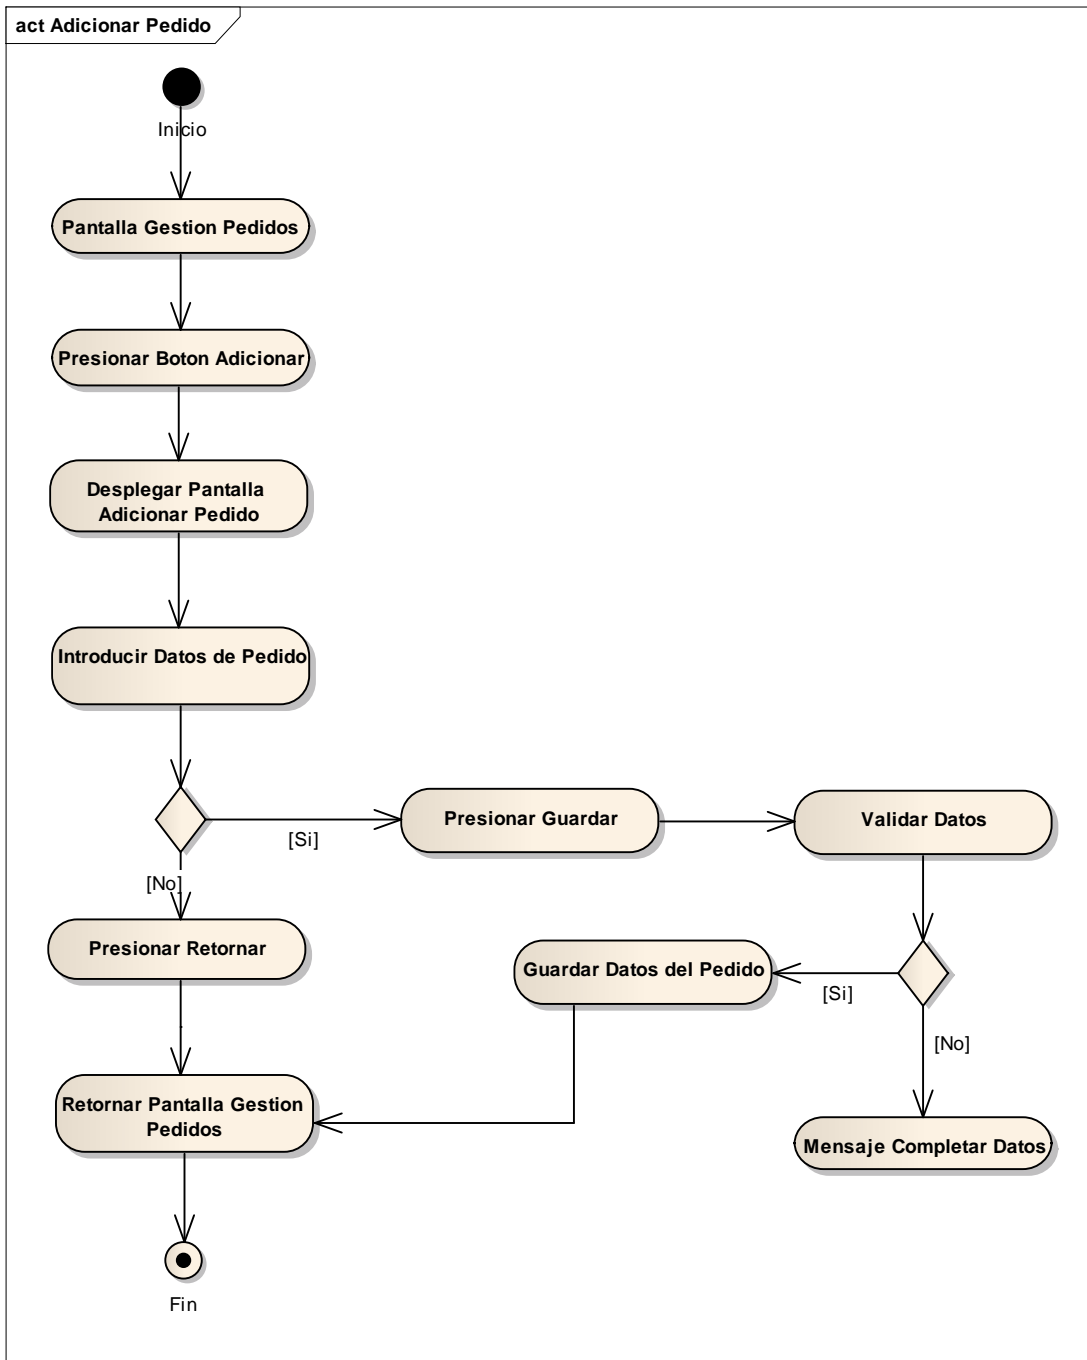 act Adicionar Pedido
Inicio
Pantalla Gestion Pedidos
Presionar Boton Adicionar
Desplegar Pantalla
Adicionar Pedido
Introducir Datos de Pedido
Presionar Guardar
Validar Datos
[Si]
[No]
Presionar Retornar
Guardar Datos del Pedido
[Si]
[No]
Retornar Pantalla Gestion
Pedidos
Mensaje Completar Datos
Fin